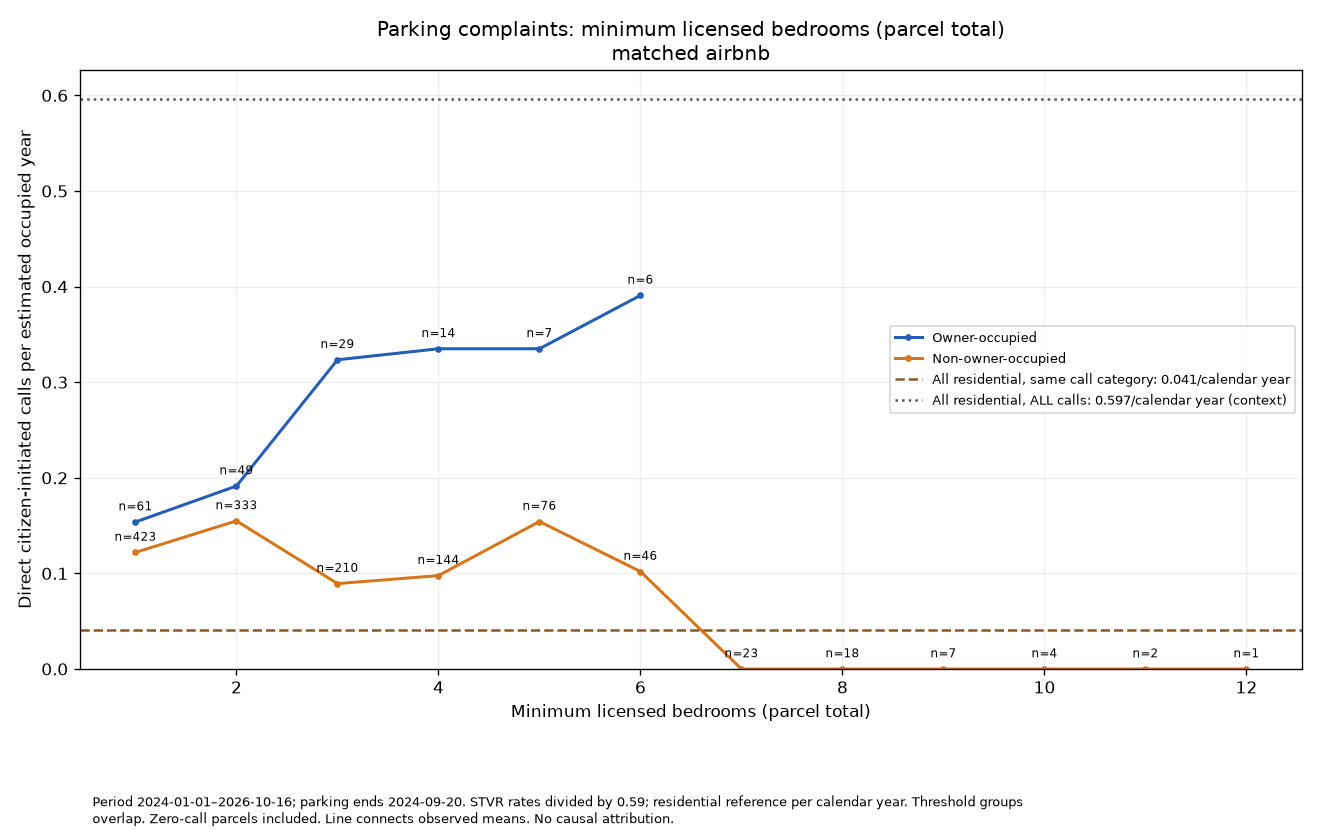 Parking complaints: minimum licensed bedrooms (parcel total)
matched airbnb
Direct citizen-initiated calls per estimated occupied year
0.6
0.5
0.4
0.3
0.2
0.1
0.0
n=61
n=49
n=29
n=14
n=7
n=6
n=423
n=333
n=210
n=144
n=76
n=46
n=23
n=18
n=7
n=4
n=2
n=1
Owner-occupied
Non-owner-occupied
All residential, same call category: 0.041/calendar year
All residential, ALL calls: 0.597/calendar year (context)
2
4
6
8
10
12
Minimum licensed bedrooms (parcel total)
Period 2024-01-01–2026-10-16; parking ends 2024-09-20. STVR rates divided by 0.59; residential reference per calendar year. Threshold groups
overlap. Zero-call parcels included. Line connects observed means. No causal attribution.